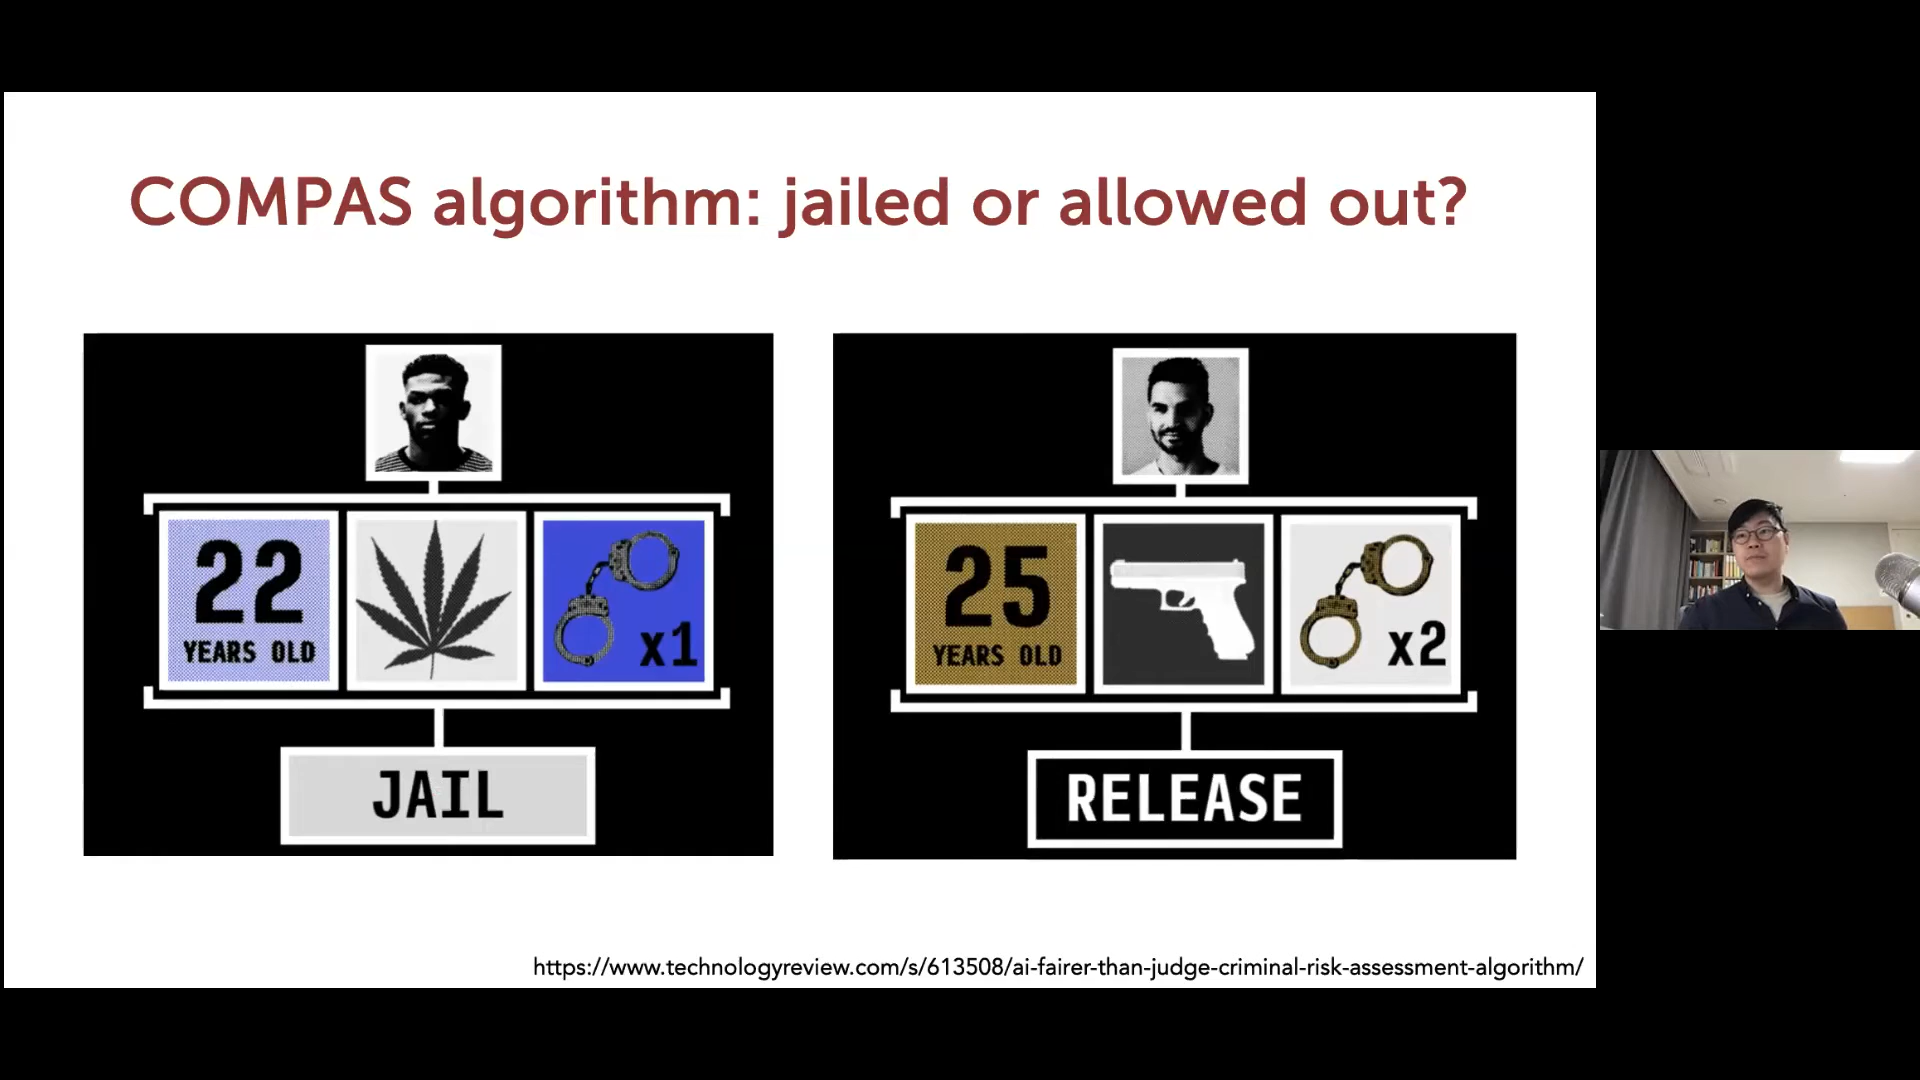 COMPAS algorithm: jailed or allowed out?
22
YEARS OLD
x1
JAIL
25
YEARS OLD
x2
RELEASE
https://www.technologyreview.com/s/613508/ai-fairer-than-judge-criminal-risk-assessment-algorithm/